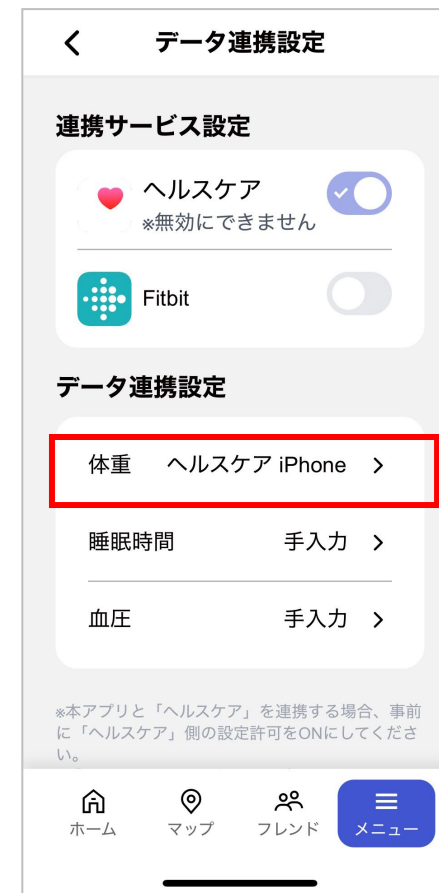 データ連携設定
連携サービス設定
ヘルスケア
※無効にできません
Fitbit
データ連携設定
体重 ヘルスケア iPhone
睡眠時間 手入力
血圧 手入力
※本アプリと「ヘルスケア」を連携する場合、事前
に「ヘルスケア」側の設定許可をONにしてくださ
い。
ホーム マップ フレンド メニュー